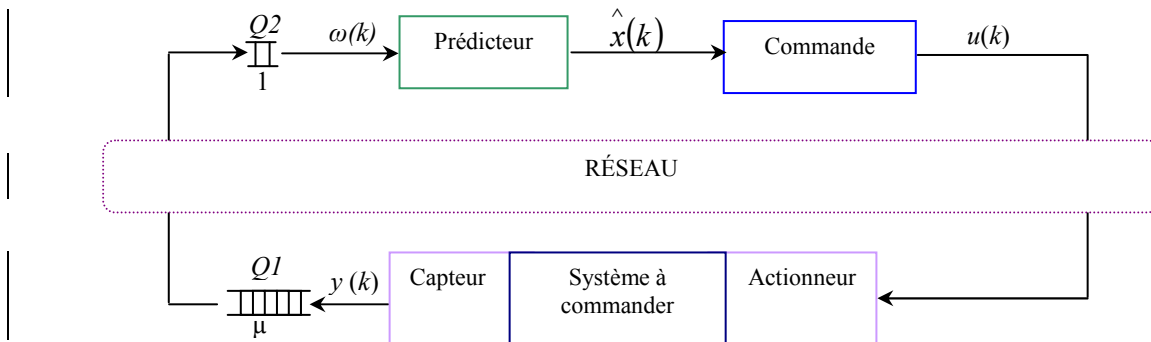 Q2
1
ω(k)
Prédicteur
x̂(k)
Commande
u(k)
RÉSEAU
Q1
μ
y (k)
Capteur
Système à
commander
Actionneur